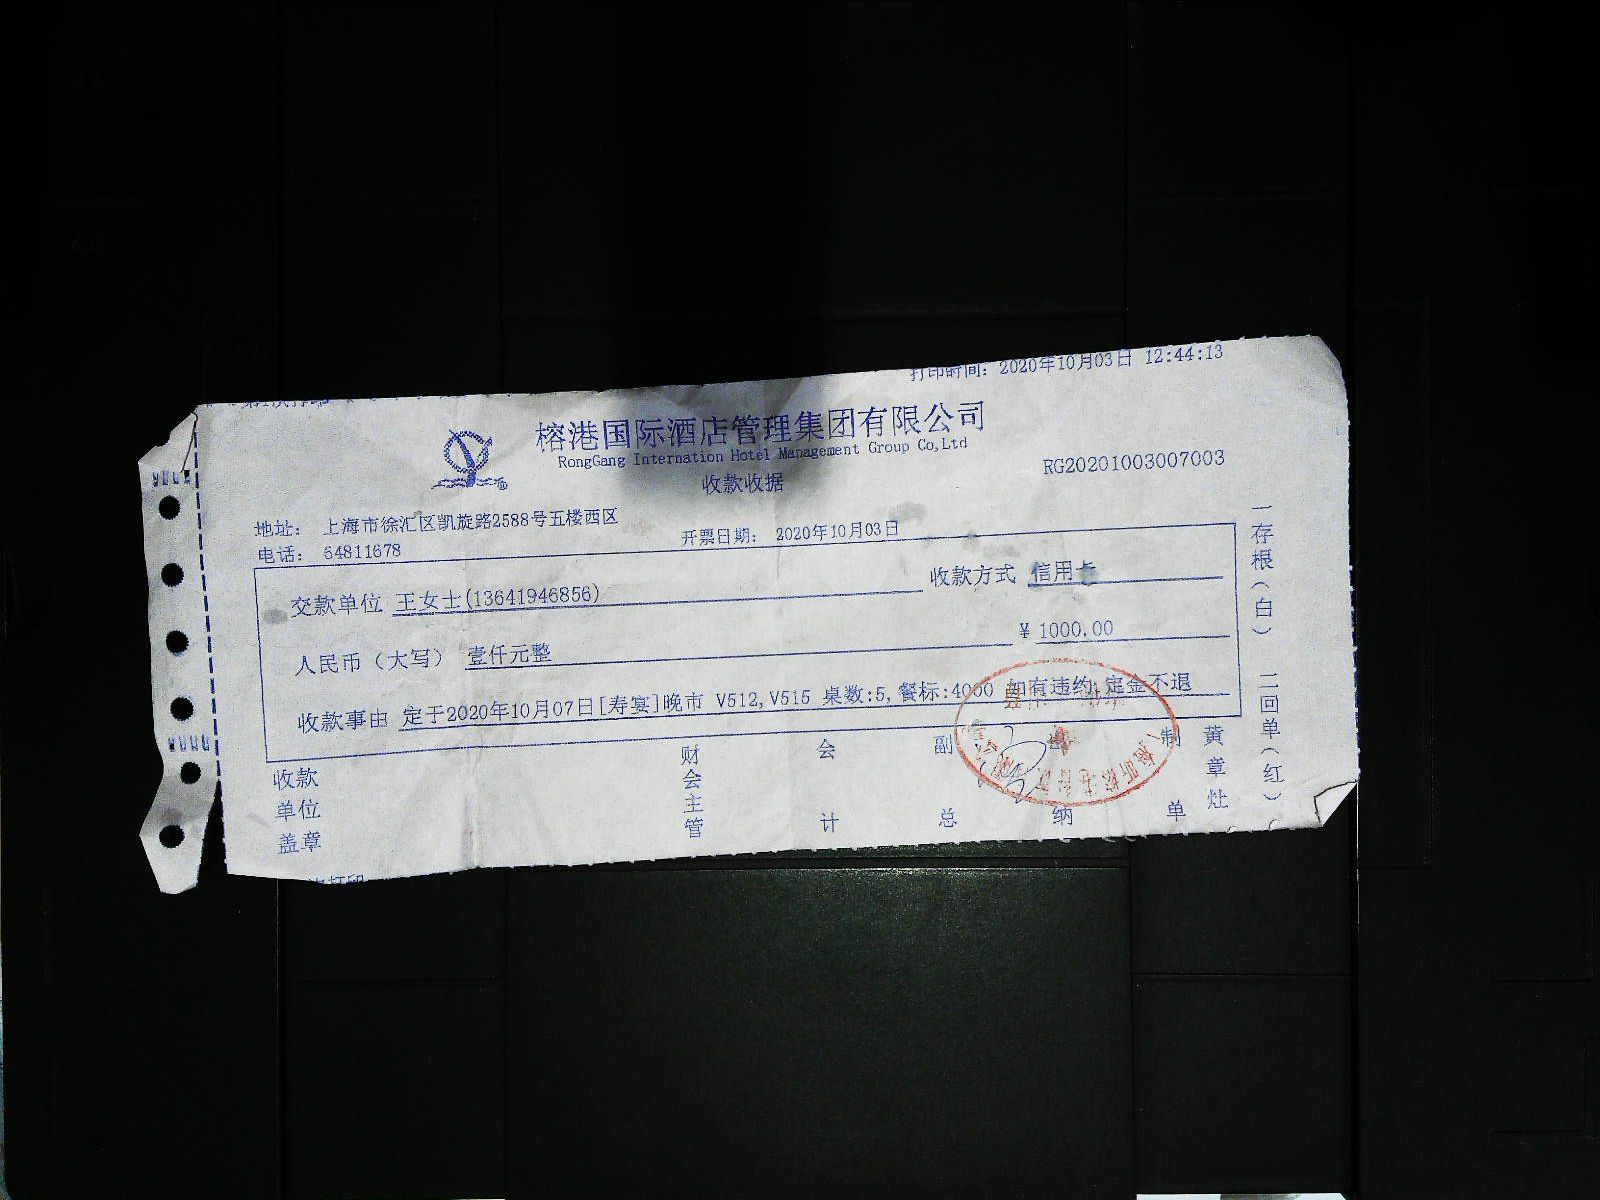 打印时间: 2020年10月03日 12:44:13
榕港国际酒店管理集团有限公司
RongGang Internation Hotel Management Group Co,Ltd
收款收据
RG20201003007003
地址: 上海市徐汇区凯旋路2588号五楼西区
电话: 64811678
开票日期: 2020年10月03日
交款单位 王女士(13641946856)
收款方式 信用卡
人民币（大写） 壹仟元整
¥ 1000.00
收款事由 定于2020年10月07日[寿宴]晚市 V512,V515 桌数:5,餐标:4000 如有违约,定金不退
收款单位盖章
财会主管
会计
副总
纳
制单
黄章灶
一存根(白) 二回单(红)